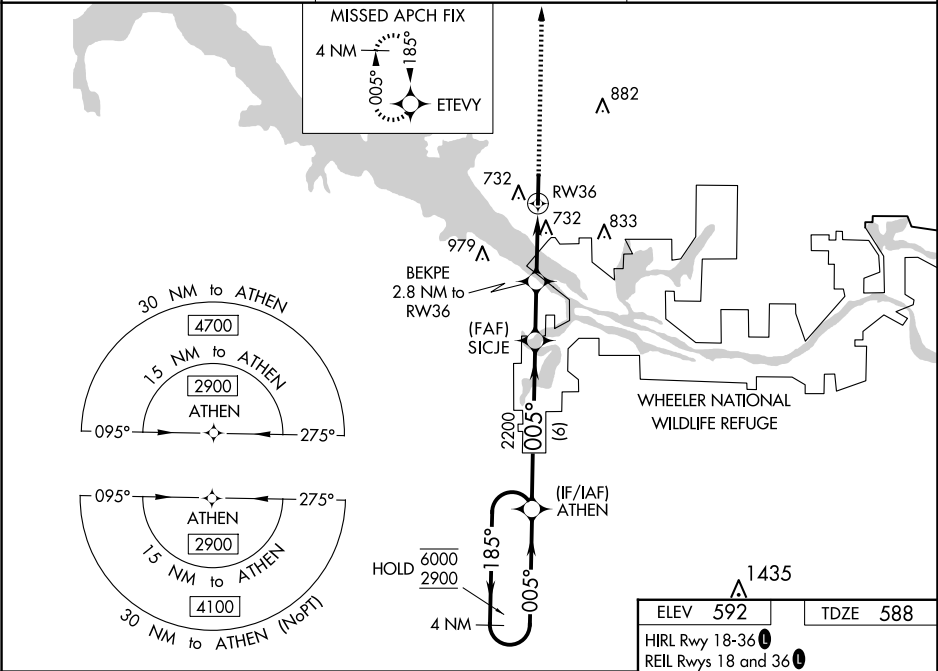 MISSED APCH FIX
4 NM
005°
185°
ETEVY
882
732
RW36
732
833
979
BEKPE
2.8 NM to
RW36
(FAF)
SICJE
30 NM to ATHEN
4700
15 NM to ATHEN
2900
ATHEN
095°
275°
WHEELER NATIONAL
WILDLIFE REFUGE
2200
005°
(6)
(IF/IAF)
ATHEN
095°
275°
ATHEN
2900
15 NM to ATHEN
4100
30 NM to ATHEN (NoPT)
HOLD
6000
2900
185°
005°
4 NM
1435
ELEV 592
TDZE 588
HIRL Rwy 18-36 L
REIL Rwys 18 and 36 L